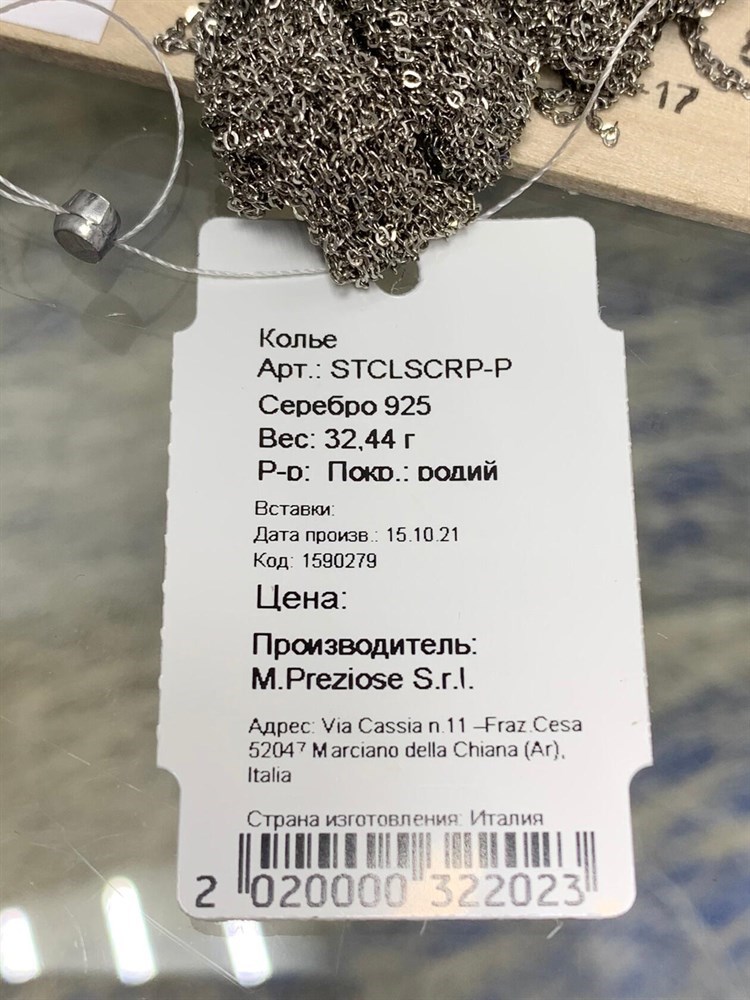 -17
Колье
Арт.: STCLSCRP-P
Серебро 925
Вес: 32,44 г
Р-р: Покр.: родий
Вставки:
Дата произв.: 15.10.21
Код: 1590279
Цена:
Производитель:
M.Preziose S.r.l.
Адрес: Via Cassia n.11 –Fraz.Cesa
52047 Marciano della Chiana (Ar),
Italia
Страна изготовления: Италия
2 020000 322023